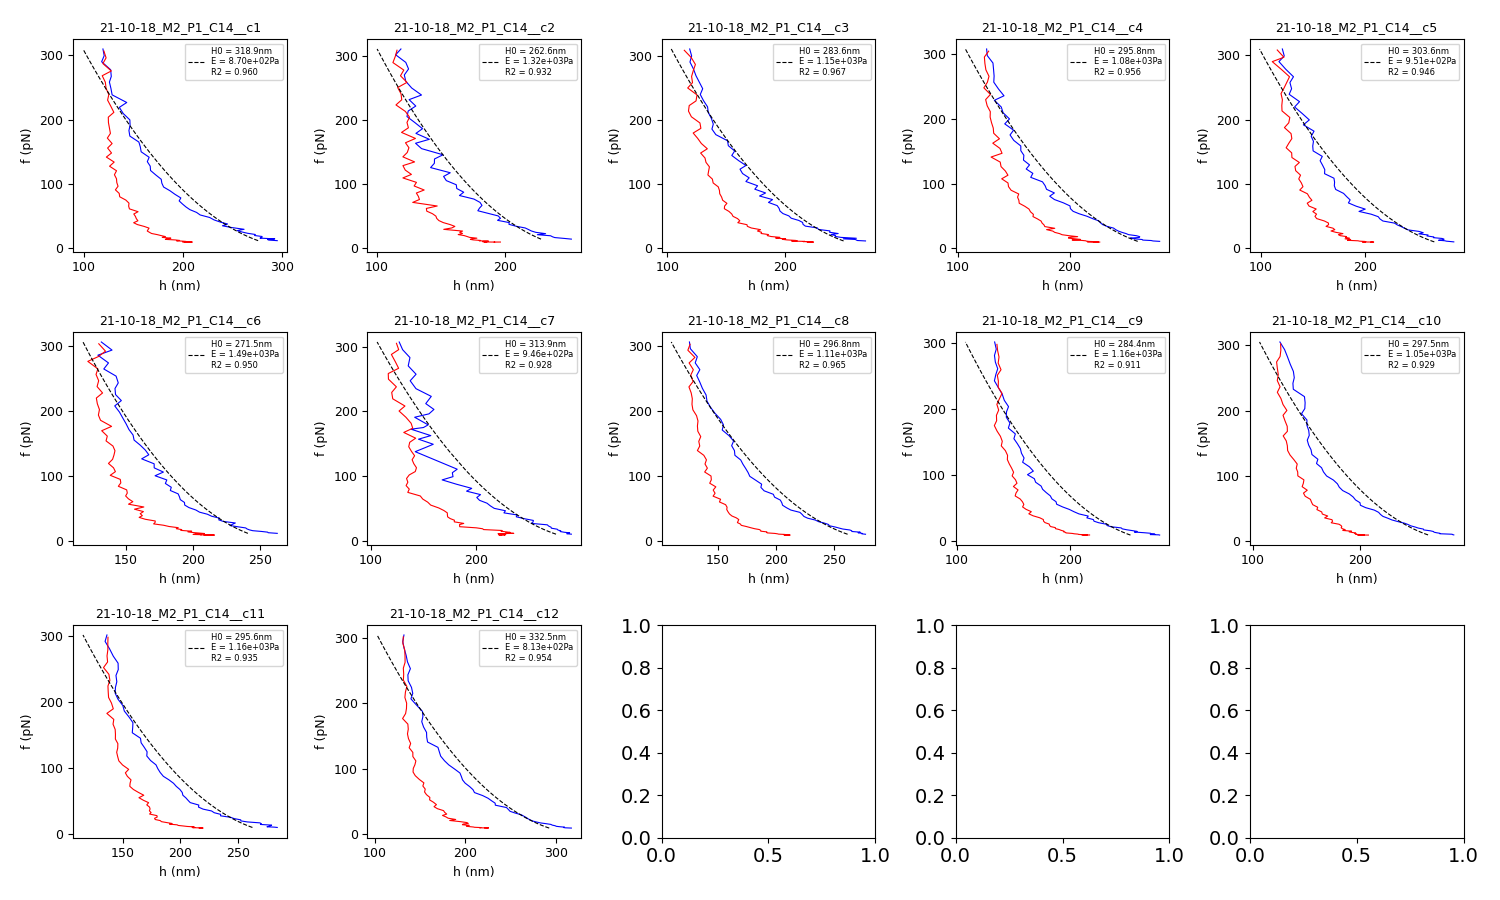 21-10-18_M2_P1_C14__c1
H0 = 318.9nm
E = 8.70e+02Pa
R2 = 0.960
f (pN)
300
200
100
0
100 200 300
h (nm)
21-10-18_M2_P1_C14__c2
H0 = 262.6nm
E = 1.32e+03Pa
R2 = 0.932
f (pN)
300
200
100
0
100 200
h (nm)
21-10-18_M2_P1_C14__c3
H0 = 283.6nm
E = 1.15e+03Pa
R2 = 0.967
f (pN)
300
200
100
0
100 200
h (nm)
21-10-18_M2_P1_C14__c4
H0 = 295.8nm
E = 1.08e+03Pa
R2 = 0.956
f (pN)
300
200
100
0
100 200
h (nm)
21-10-18_M2_P1_C14__c5
H0 = 303.6nm
E = 9.51e+02Pa
R2 = 0.946
f (pN)
300
200
100
0
100 200
h (nm)
21-10-18_M2_P1_C14__c6
H0 = 271.5nm
E = 1.49e+03Pa
R2 = 0.950
f (pN)
300
200
100
0
150 200 250
h (nm)
21-10-18_M2_P1_C14__c7
H0 = 313.9nm
E = 9.46e+02Pa
R2 = 0.928
f (pN)
300
200
100
0
100 200
h (nm)
21-10-18_M2_P1_C14__c8
H0 = 296.8nm
E = 1.11e+03Pa
R2 = 0.965
f (pN)
300
200
100
0
150 200 250
h (nm)
21-10-18_M2_P1_C14__c9
H0 = 284.4nm
E = 1.16e+03Pa
R2 = 0.911
f (pN)
300
200
100
0
100 200
h (nm)
21-10-18_M2_P1_C14__c10
H0 = 297.5nm
E = 1.05e+03Pa
R2 = 0.929
f (pN)
300
200
100
0
100 200
h (nm)
21-10-18_M2_P1_C14__c11
H0 = 295.6nm
E = 1.16e+03Pa
R2 = 0.935
f (pN)
300
200
100
0
150 200 250
h (nm)
21-10-18_M2_P1_C14__c12
H0 = 332.5nm
E = 8.13e+02Pa
R2 = 0.954
f (pN)
300
200
100
0
100 200 300
h (nm)
1.0
0.8
0.6
0.4
0.2
0.0
0.0 0.5 1.0
1.0
0.8
0.6
0.4
0.2
0.0
0.0 0.5 1.0
1.0
0.8
0.6
0.4
0.2
0.0
0.0 0.5 1.0